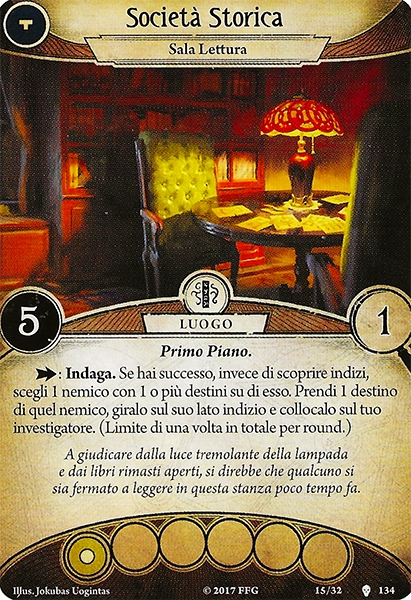 Società Storica
Sala Lettura
5
LUOGO
1
Primo Piano.
: Indaga. Se hai successo, invece di scoprire indizi,
scegli 1 nemico con 1 o più destini su di esso. Prendi 1 destino
di quel nemico, giralo sul suo lato indizio e collocalo sul tuo
investigatore. (Limite di una volta in totale per round.)
A giudicare dalla luce tremolante della lampada
e dai libri rimasti aperti, si direbbe che qualcuno si
sia fermato a leggere in questa stanza poco tempo fa.
Illus. Jokubas Uogintas
© 2017 FFG
15/32
134